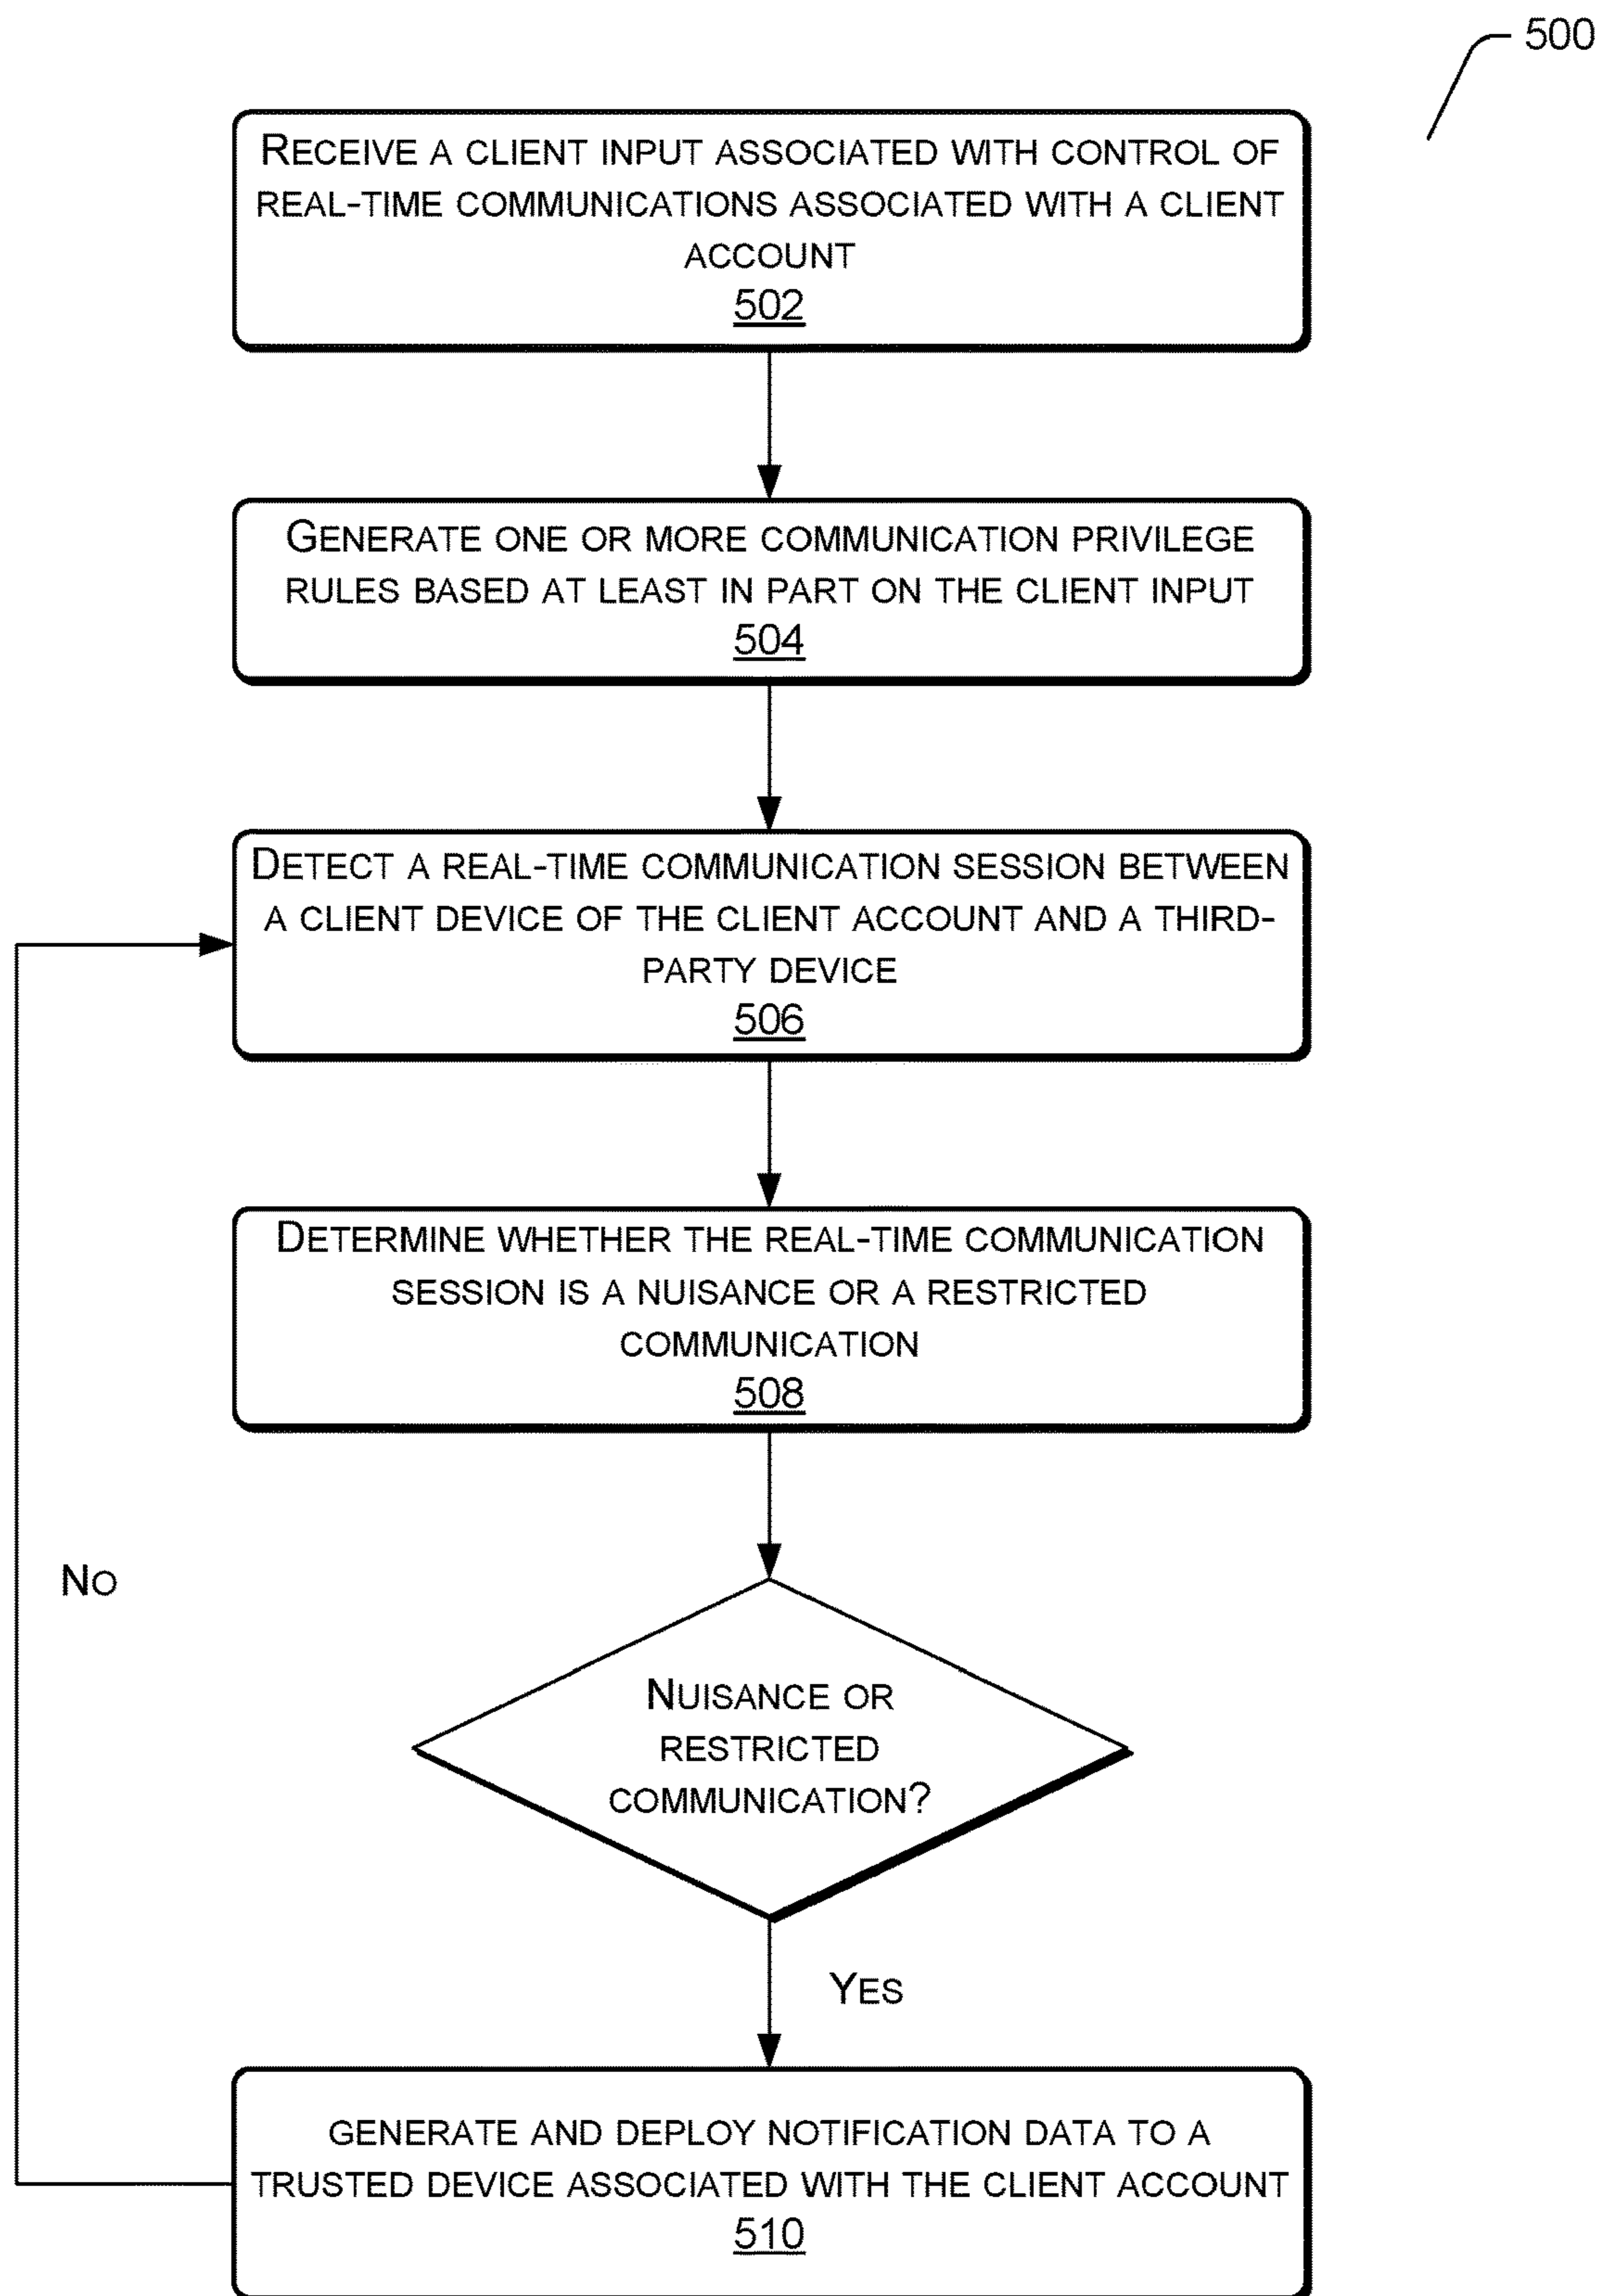 500
RECEIVE A CLIENT INPUT ASSOCIATED WITH CONTROL OF
REAL-TIME COMMUNICATIONS ASSOCIATED WITH A CLIENT
ACCOUNT
502
GENERATE ONE OR MORE COMMUNICATION PRIVILEGE
RULES BASED AT LEAST IN PART ON THE CLIENT INPUT
504
DETECT A REAL-TIME COMMUNICATION SESSION BETWEEN
A CLIENT DEVICE OF THE CLIENT ACCOUNT AND A THIRD-
PARTY DEVICE
506
DETERMINE WHETHER THE REAL-TIME COMMUNICATION
SESSION IS A NUISANCE OR A RESTRICTED
COMMUNICATION
508
NO
NUISANCE OR
RESTRICTED
COMMUNICATION?
YES
GENERATE AND DEPLOY NOTIFICATION DATA TO A
TRUSTED DEVICE ASSOCIATED WITH THE CLIENT ACCOUNT
510